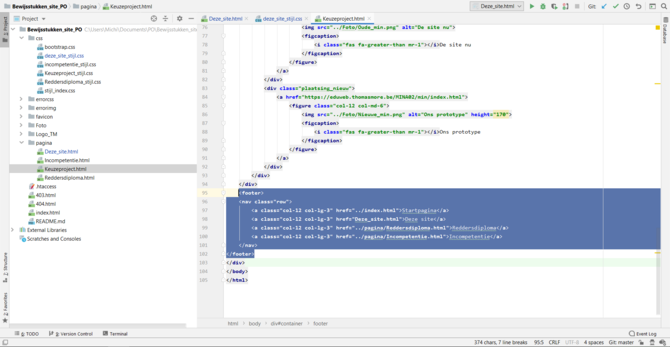 Bewijsstukken_site_PO
pagina
Keuzeproject.html
Deze_site.html
Git:
1: Project
Project
Deze_site.html
deze_site_stijl.css
Keuzeproject.html
Database
Bewijsstukken_site_PO
css
bootstrap.css
deze_site_stijl.css
incompetentie_stijl.css
Keuzeproject_stijl.css
Reddersdiploma_stijl.css
stijl_index.css
errorcss
errorimg
favicon
Foto
Logo_TM
pagina
Deze_site.html
Incompetentie.html
Keuzeproject.html
Reddersdiploma.html
.htaccess
403.html
404.html
index.html
README.md
External Libraries
Scratches and Consoles
76 <img src="../Foto/Oude_min.png" alt="De site nu">
77 <figcaption>
78 <i class="fas fa-greater-than mr-1"></i>De site nu
79 </figcaption>
80 </figure>
81 </a>
82 </div>
83 <div class="plaatsing_nieuw">
84 <a href="https://eduweb.thomasmore.be/MINA02/min/index.html">
85 <figure class="col-12 col-md-6">
86 <img src="../Foto/Nieuwe_min.png" alt="Ons prototype" height="170">
87 <figcaption>
88 <i class="fas fa-greater-than mr-1"></i>Ons prototype
89 </figcaption>
90 </figure>
91 </a>
92 </div>
93 </div>
94 </div>
95 <footer>
96 <nav class="row">
97 <a class="col-12 col-lg-3" href="../index.html">Startpagina</a>
98 <a class="col-12 col-lg-3" href="Deze_site.html">Deze site</a>
99 <a class="col-12 col-lg-3" href="../pagina/Reddersdiploma.html">Reddersdiploma</a>
100 <a class="col-12 col-lg-3" href="../pagina/Incompetentie.html">Incompetentie</a>
101 </nav>
102 </footer>
103 </div>
104 </body>
105 </html>
Z: Structure
2: Favorites
html
body
div#container
footer
6: TODO
9: Version Control
Terminal
Event Log
374 chars, 7 line breaks
95:5
CRLF
UTF-8
4 spaces
Git: master